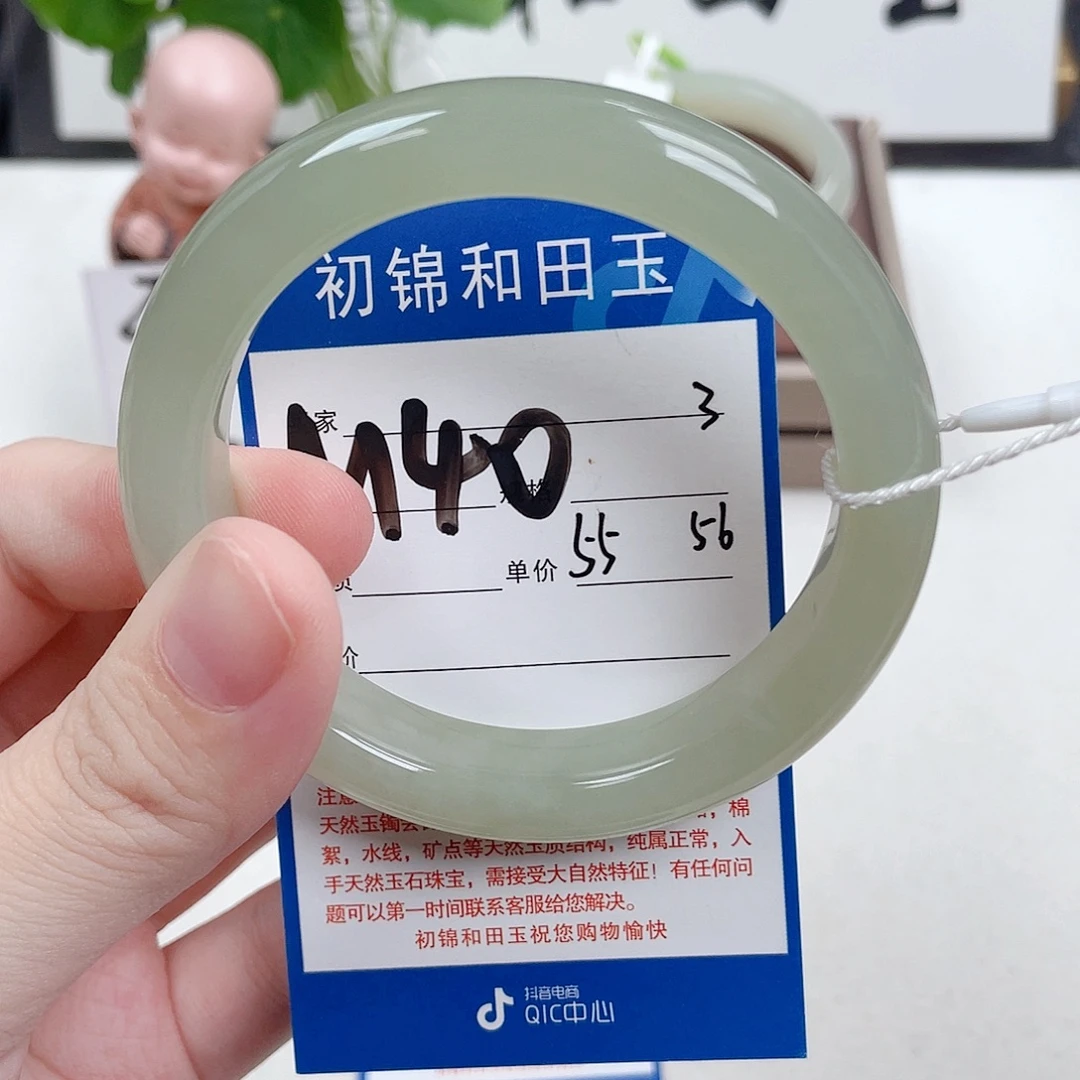 初锦和田玉
家 3
M40
55 56
单价
价
注意
天然玉镯 棉
絮，水线，矿点等天然玉质结构，纯属正常，入
手天然玉石珠宝，需接受大自然特征！有任何问
题可以第一时间联系客服给您解决。
初锦和田玉祝您购物愉快
抖音电商
QIC中心